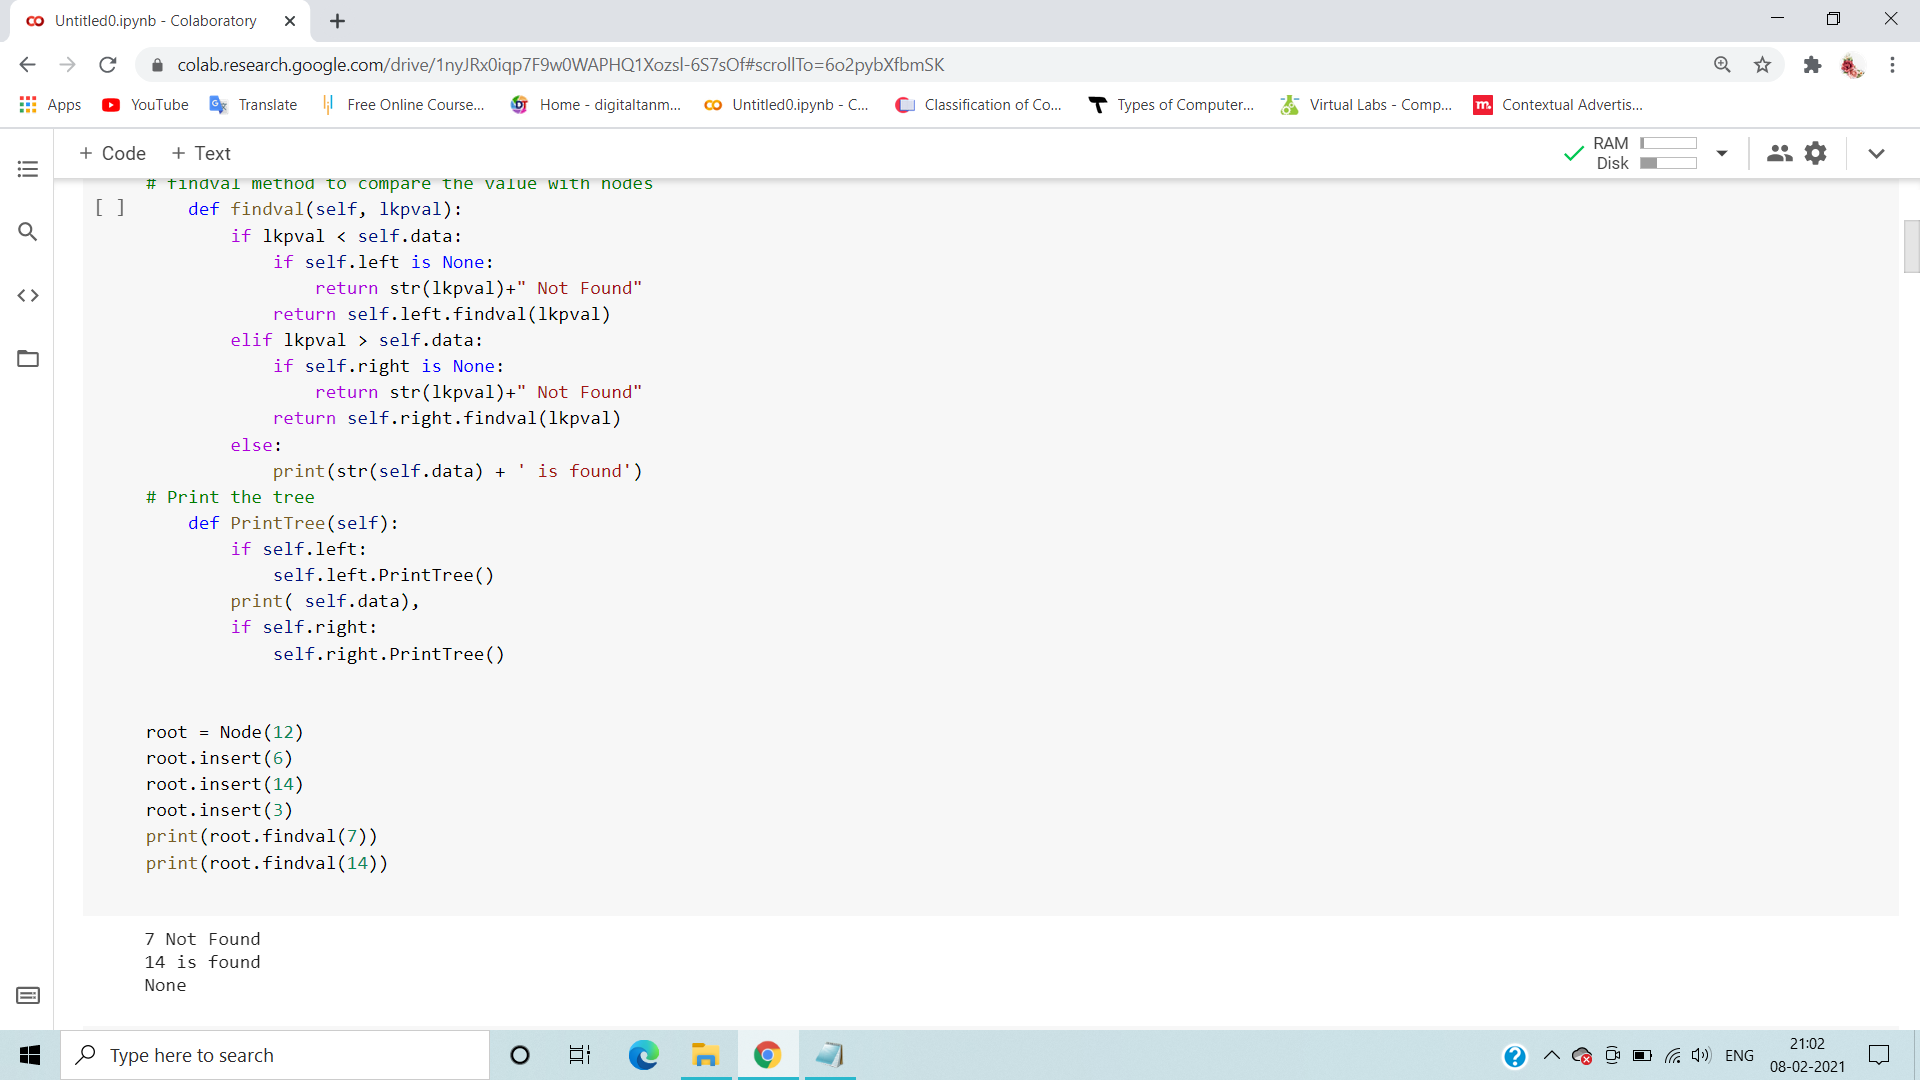 Untitled0.ipynb - Colaboratory
colab.research.google.com/drive/1nyJRx0iqp7F9w0WAPHQ1Xozsl-6S7sOf#scrollTo=6o2pybXfbmSK
Apps YouTube Translate Free Online Course... Home - digitaltanm... Untitled0.ipynb - C... Classification of Co... Types of Computer... Virtual Labs - Comp... Contextual Advertis...
+ Code + Text RAM
Disk
# findval method to compare the value with nodes
[ ] def findval(self, lkpval):
if lkpval < self.data:
if self.left is None:
return str(lkpval)+" Not Found"
return self.left.findval(lkpval)
elif lkpval > self.data:
if self.right is None:
return str(lkpval)+" Not Found"
return self.right.findval(lkpval)
else:
print(str(self.data) + ' is found')
# Print the tree
def PrintTree(self):
if self.left:
self.left.PrintTree()
print( self.data),
if self.right:
self.right.PrintTree()
root = Node(12)
root.insert(6)
root.insert(14)
root.insert(3)
print(root.findval(7))
print(root.findval(14))
7 Not Found
14 is found
None
Type here to search
ENG
21:02
08-02-2021